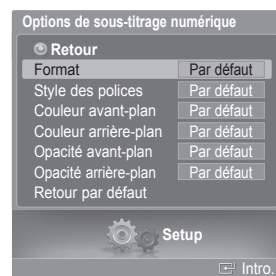 Options de sous-titrage numérique
Retour
Format Par défaut
Style des polices Par défaut
Couleur avant-plan Par défaut
Couleur arrière-plan Par défaut
Opacité avant-plan Par défaut
Opacité arrière-plan Par défaut
Retour par défaut
Setup
Intro.